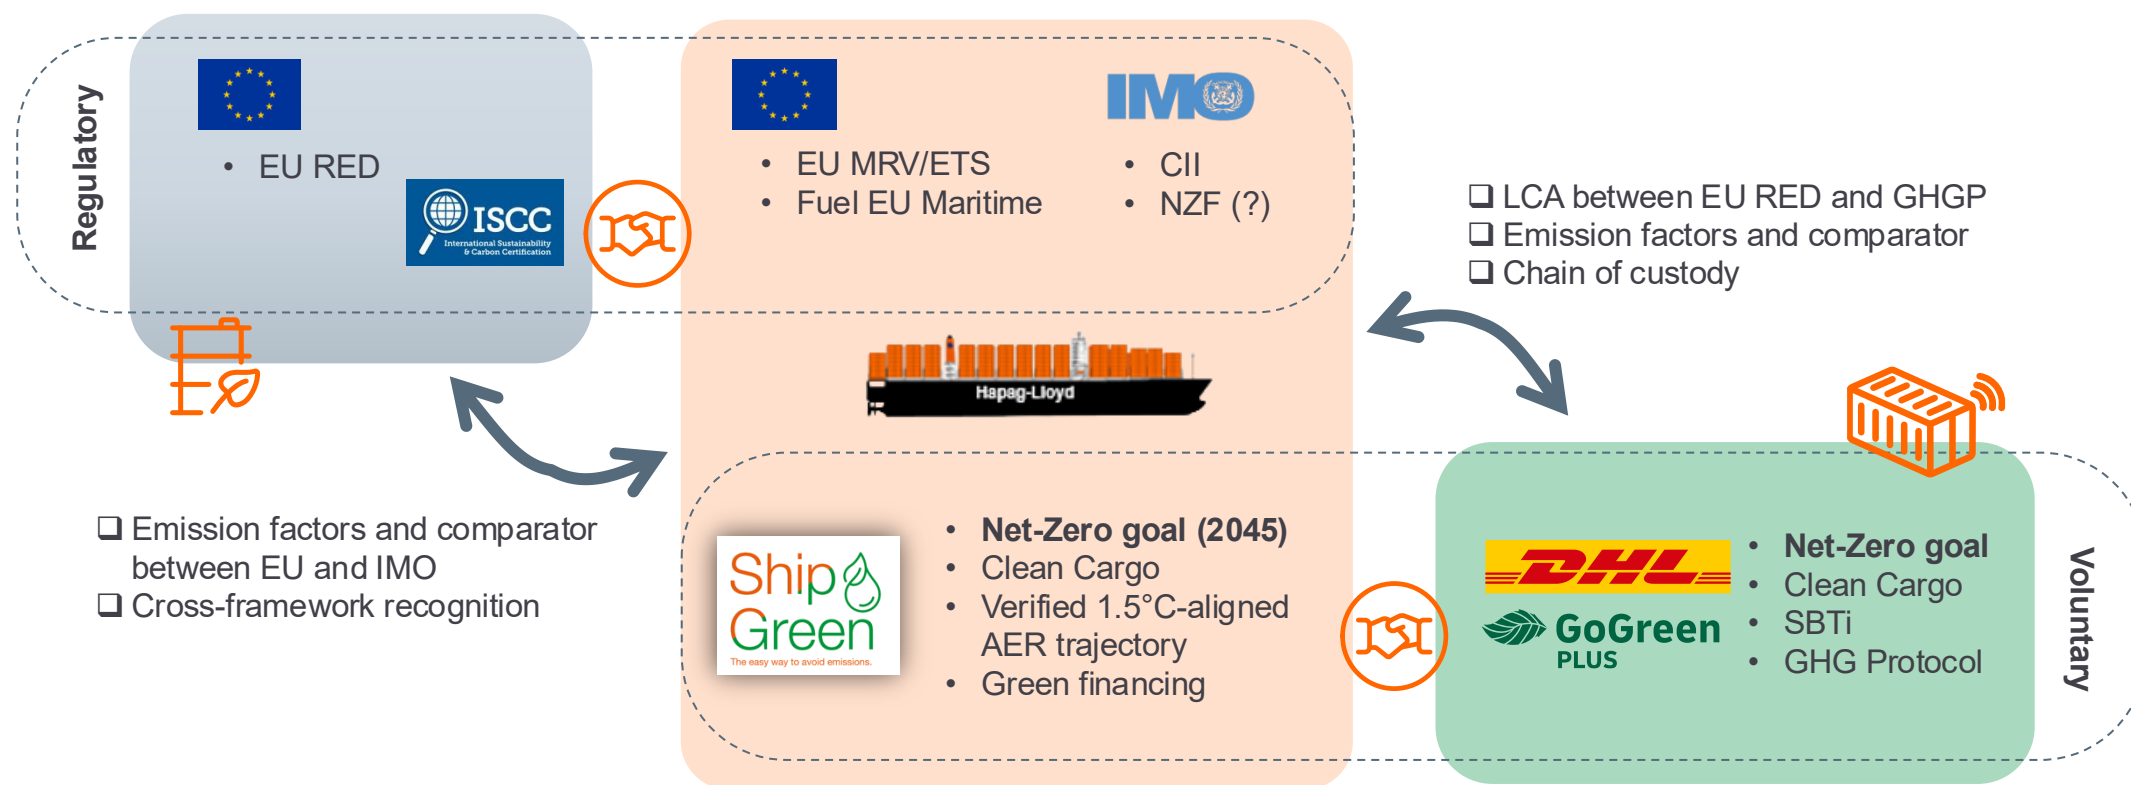 Regulatory
• EU RED
ISCC
International Sustainability
& Carbon Certification
• EU MRV/ETS
• Fuel EU Maritime
IMO
• CII
• NZF (?)
❑ LCA between EU RED and GHGP
❑ Emission factors and comparator
❑ Chain of custody
Hapag-Lloyd
❑ Emission factors and comparator
between EU and IMO
❑ Cross-framework recognition
Ship
Green
The easy way to avoid emissions.
• Net-Zero goal (2045)
• Clean Cargo
• Verified 1.5°C-aligned
AER trajectory
• Green financing
DHL
GoGreen
PLUS
• Net-Zero goal
• Clean Cargo
• SBTi
• GHG Protocol
Voluntary